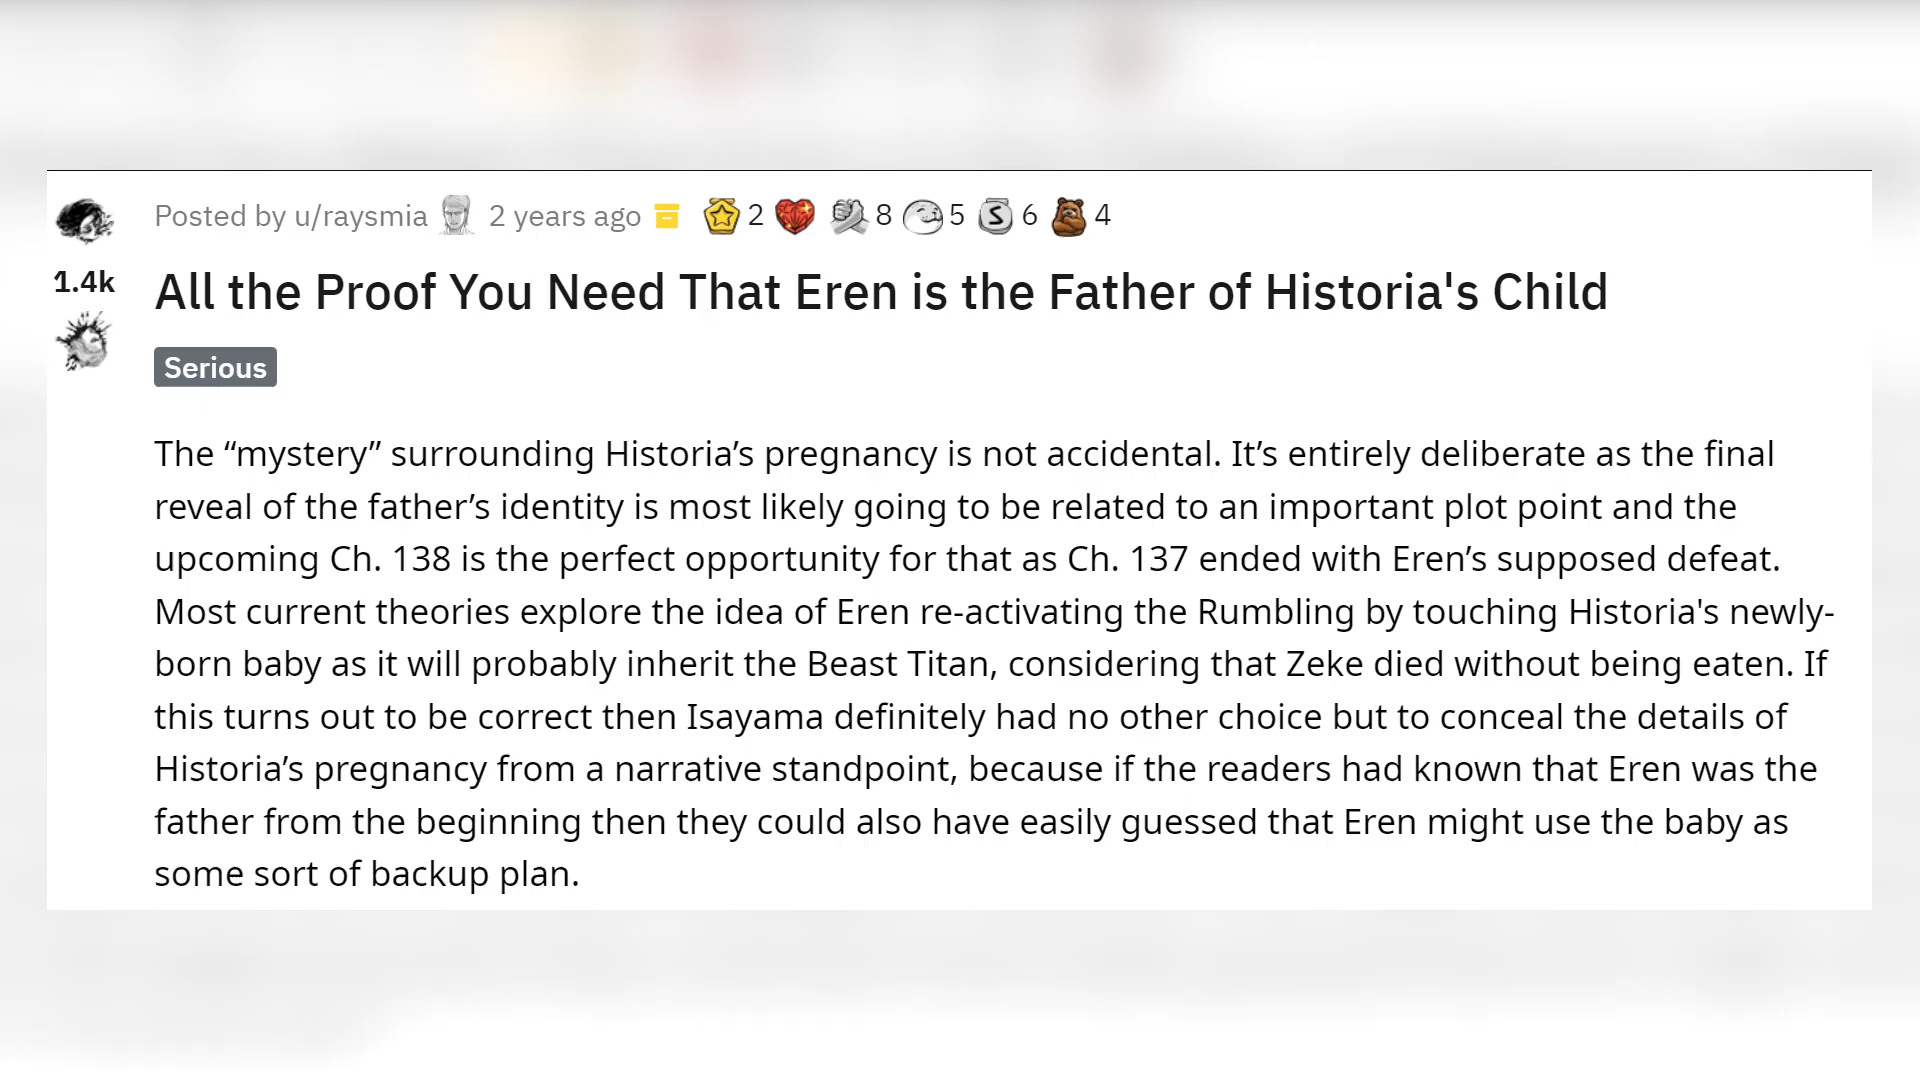 Posted by u/raysmia 2 years ago 2 8 5 S 6 4
1.4k
All the Proof You Need That Eren is the Father of Historia's Child
Serious
The “mystery” surrounding Historia’s pregnancy is not accidental. It’s entirely deliberate as the final
reveal of the father’s identity is most likely going to be related to an important plot point and the
upcoming Ch. 138 is the perfect opportunity for that as Ch. 137 ended with Eren’s supposed defeat.
Most current theories explore the idea of Eren re-activating the Rumbling by touching Historia's newly-
born baby as it will probably inherit the Beast Titan, considering that Zeke died without being eaten. If
this turns out to be correct then Isayama definitely had no other choice but to conceal the details of
Historia’s pregnancy from a narrative standpoint, because if the readers had known that Eren was the
father from the beginning then they could also have easily guessed that Eren might use the baby as
some sort of backup plan.